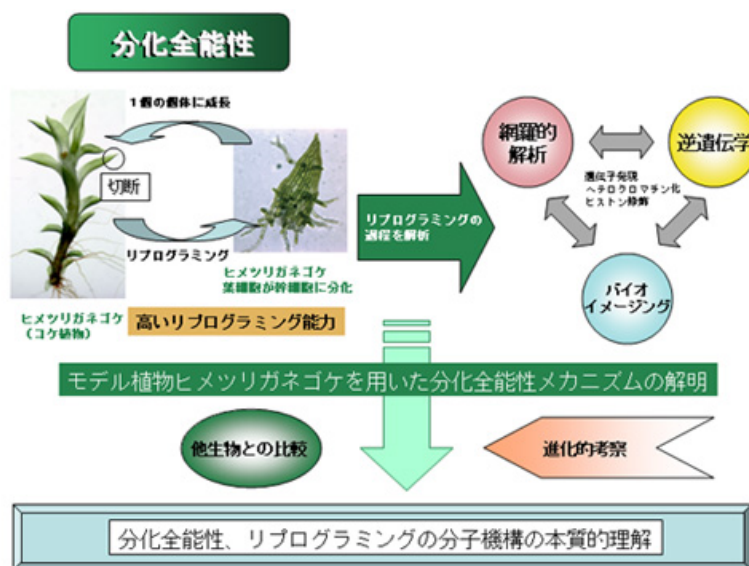 分化全能性
1個の個体に成長
切断
リプログラミング
ヒメツリガネゴケ
葉細胞が幹細胞に分化
ヒメツリガネゴケ
（コケ植物）
高いリプログラミング能力
リプログラミングの
過程を解析
網羅的
解析
逆遺伝学
遺伝子発現
ヘテロクロマチン化
ヒストン修飾
バイオ
イメージング
モデル植物ヒメツリガネゴケを用いた分化全能性メカニズムの解明
他生物との比較
進化的考察
分化全能性、リプログラミングの分子機構の本質的理解